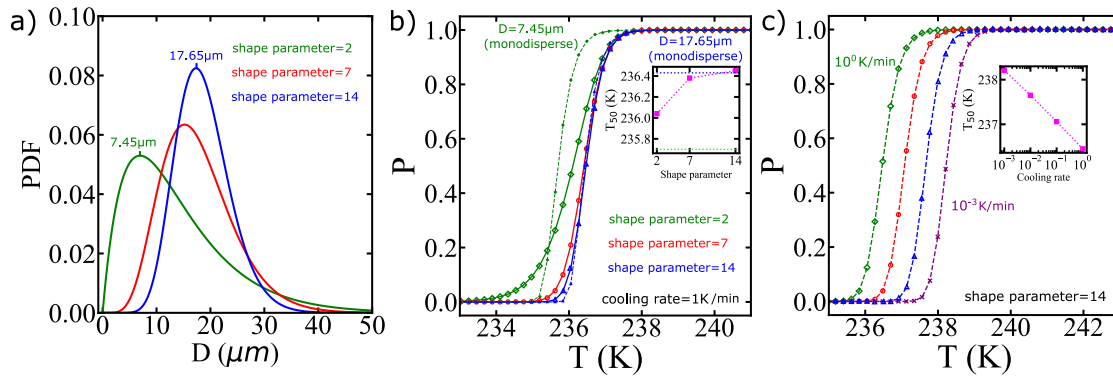 a)
PDF
0.10
0.08
0.06
0.04
0.02
0.00
0
10
20
30
40
50
D (μm)
17.65μm
7.45μm
shape parameter=2
shape parameter=7
shape parameter=14
b)
P
1.0
0.8
0.6
0.4
0.2
0.0
234
236
238
240
T (K)
D=7.45μm
(monodisperse)
D=17.65μm
(monodisperse)
T50 (K)
236.4
236.2
236.0
235.8
2
7
14
Shape parameter
shape parameter=2
shape parameter=7
shape parameter=14
cooling rate=1K/min
c)
P
1.0
0.8
0.6
0.4
0.2
0.0
236
238
240
242
T (K)
10⁰K/min
10⁻³K/min
T50 (K)
238
237
10⁻³
10⁻²
10⁻¹
10⁰
Cooling rate
shape parameter=14